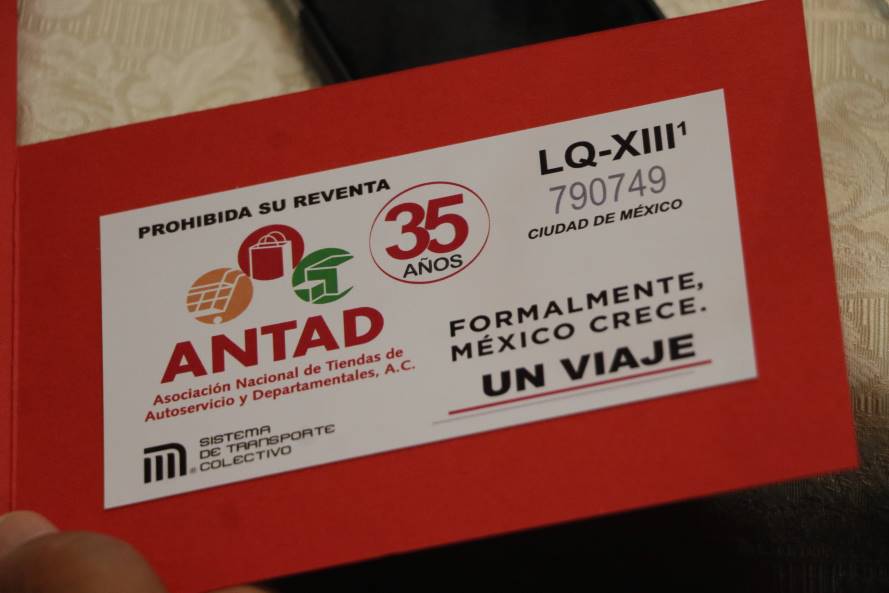 PROHIBIDA SU REVENTA
35
AÑOS
ANTAD
Asociación Nacional de Tiendas de
Autoservicio y Departamentales, A.C.
SISTEMA
DE TRANSPORTE
COLECTIVO
LQ-XIII¹
790749
CIUDAD DE MÉXICO
FORMALMENTE,
MÉXICO CRECE.
UN VIAJE